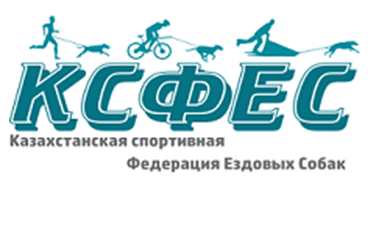 КСФЕС
Казахстанская спортивная
Федерация Ездовых Собак